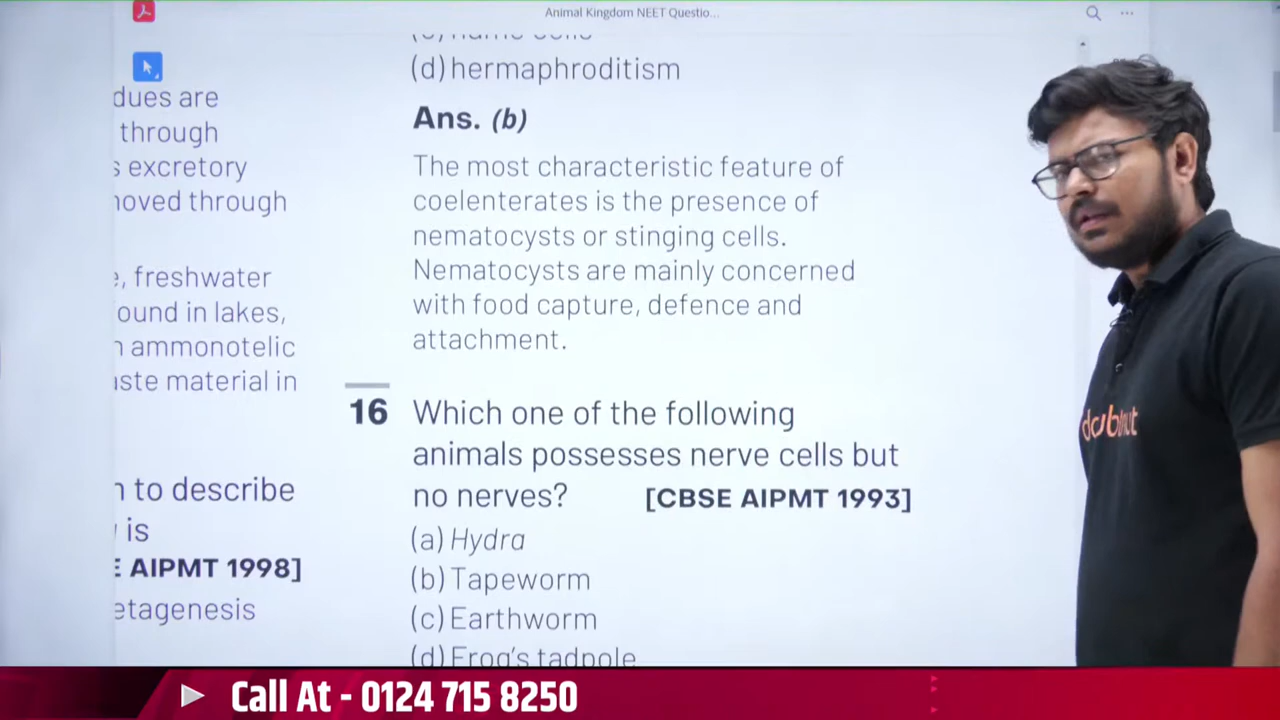 Animal Kingdom NEET Questio...
(d) hermaphroditism
Ans. (b)
The most characteristic feature of
coelenterates is the presence of
nematocysts or stinging cells.
Nematocysts are mainly concerned
with food capture, defence and
attachment.
16 Which one of the following
animals possesses nerve cells but
no nerves? [CBSE AIPMT 1993]
(a) Hydra
(b) Tapeworm
(c) Earthworm
(d) Frog's tadpole
dues are
through
s excretory
noved through
e, freshwater
ound in lakes,
n ammonotelic
aste material in
n to describe
is
E AIPMT 1998]
etagenesis
doubtnut
Call At - 0124 715 8250